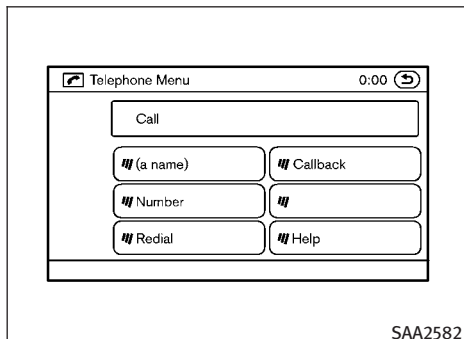 Telephone Menu 0:00
Call
(a name) Callback
Number
Redial Help
SAA2582